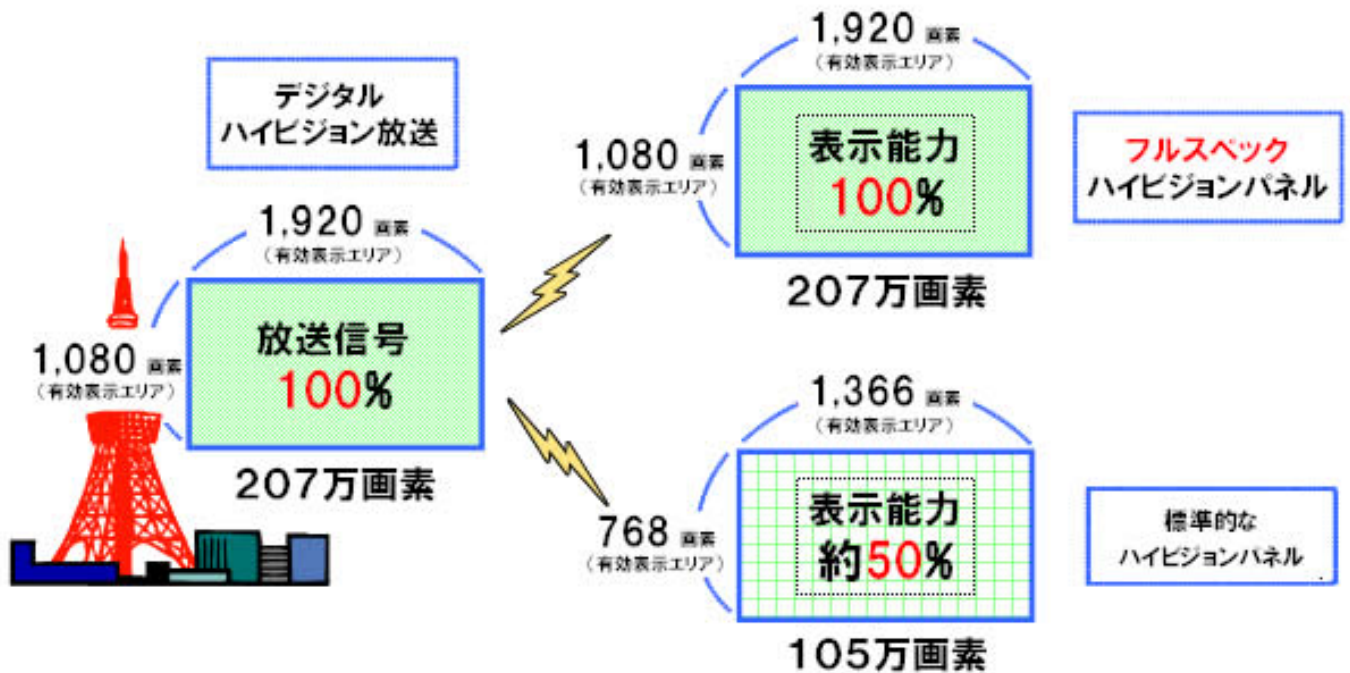 デジタル
ハイビジョン放送
1,920 画素
(有効表示エリア)
1,080 画素
(有効表示エリア)
放送信号
100%
207万画素
1,920 画素
(有効表示エリア)
1,080 画素
(有効表示エリア)
表示能力
100%
207万画素
フルスペック
ハイビジョンパネル
1,366 画素
(有効表示エリア)
768 画素
(有効表示エリア)
表示能力
約50%
105万画素
標準的な
ハイビジョンパネル